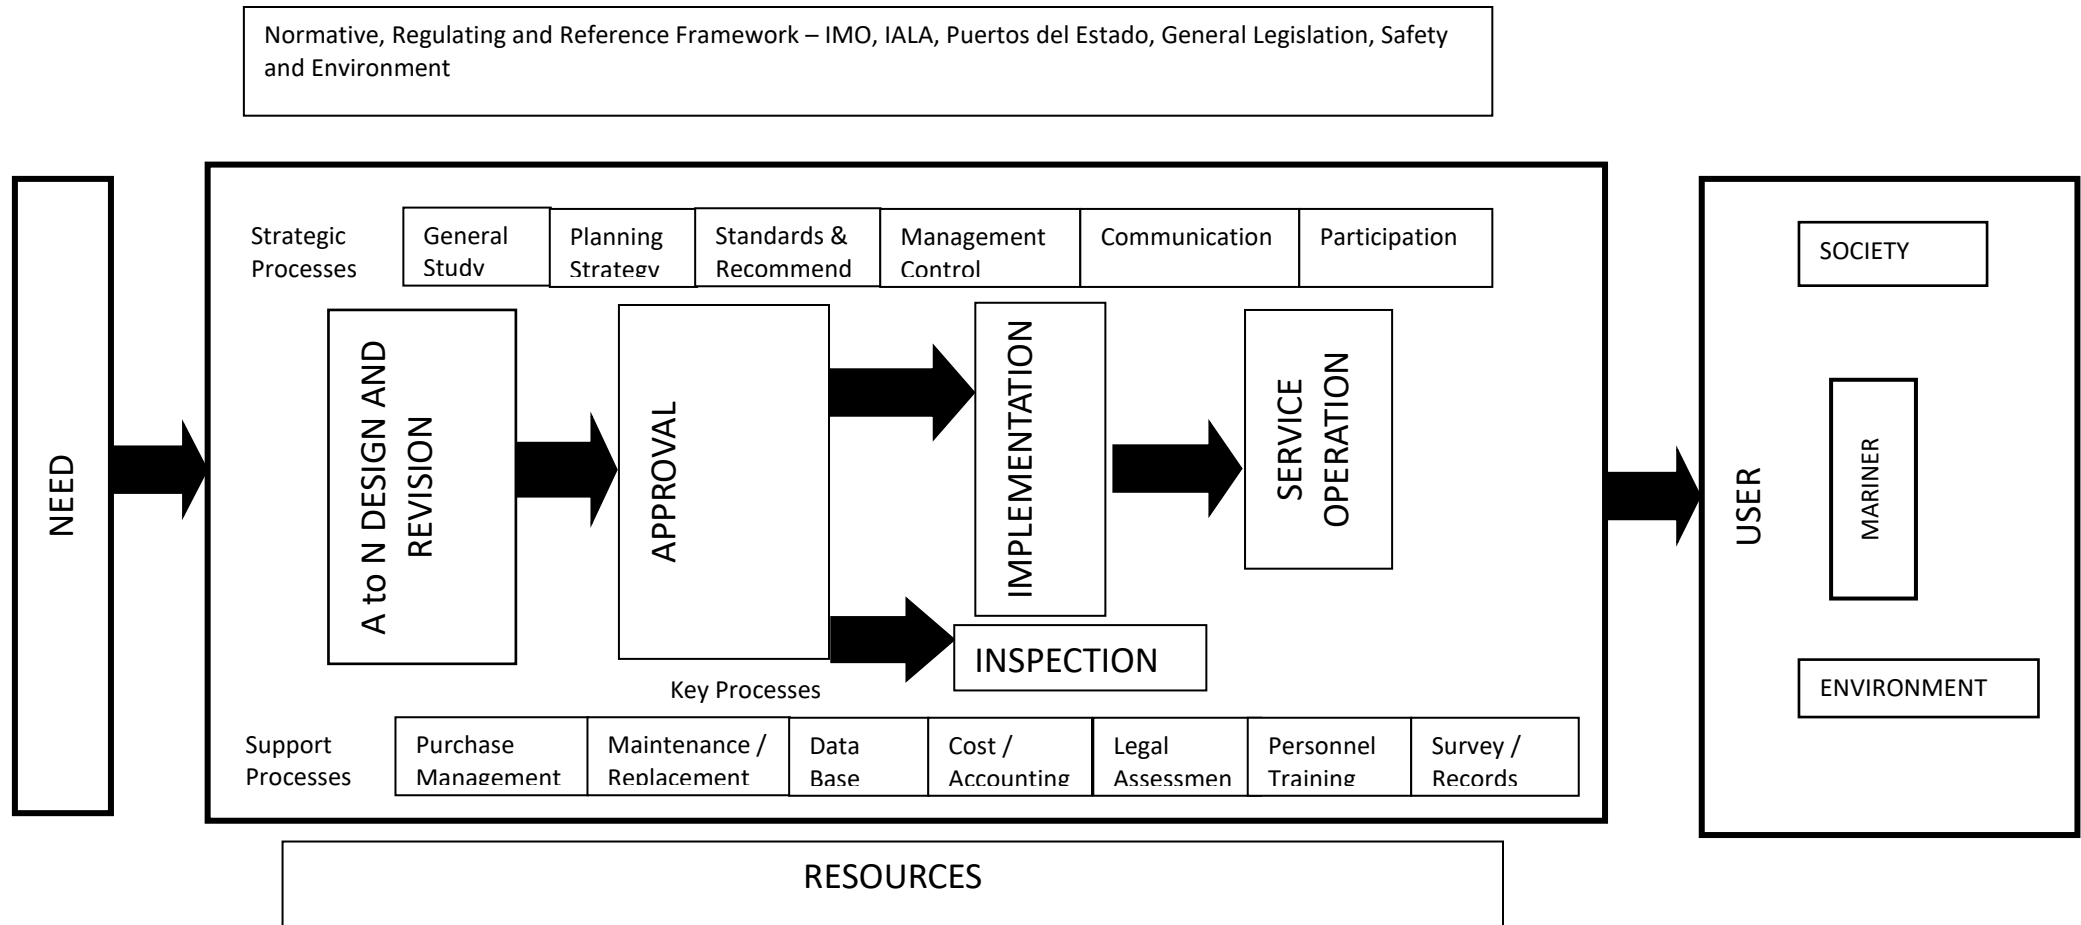 Normative, Regulating and Reference Framework – IMO, IALA, Puertos del Estado, General Legislation, Safety
and Environment
NEED
Strategic
Processes
General
Study
Planning
Strategy
Standards &
Recommend
Management
Control
Communication
Participation
A to N DESIGN AND
REVISION
APPROVAL
IMPLEMENTATION
INSPECTION
SERVICE
OPERATION
Key Processes
Support
Processes
Purchase
Management
Maintenance /
Replacement
Data
Base
Cost /
Accounting
Legal
Assessmen
Personnel
Training
Survey /
Records
USER
SOCIETY
MARINER
ENVIRONMENT
RESOURCES